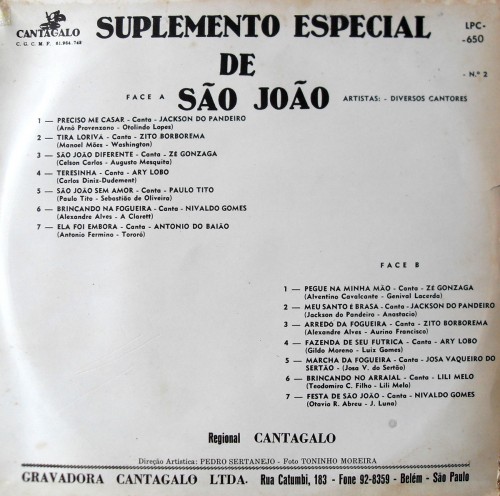 CANTAGALO
C. G. C. M. F. 61.064.749
SUPLEMENTO ESPECIAL
LPC-
-650
DE
- N.º 2
FACE A
SÃO JOÃO
ARTISTAS: - DIVERSOS CANTORES
1 — PRECISO ME CASAR - Canta - JACKSON DO PANDEIRO
(Arnô Provenzano - Otolindo Lopes)
2 — TIRA LORIVÁ - Canta - ZITO BORBOREMA
(Manoel Mões - Washington)
3 — SÃO JOÃO DIFERENTE - Canta - ZE GONZAGA
(Celson Carlos - Augusto Mesquita)
4 — TERESINHA - Canta - ARY LOBO
(Carlos Diniz-Dudement)
5 — SÃO JOÃO SEM AMOR - Canta - PAULO TITO
(Paulo Tito - Sebastião de Oliveira)
6 — BRINCANDO NA FOGUEIRA - Canta - NIVALDO GOMES
(Alexandre Alves - A Clarett)
7 — ELA FOI EMBORA - Canta - ANTONIO DO BAIÃO
(Antonio Fermino - Tororó)
FACE B
1 — PEGUE NA MINHA MÃO - Canta - ZÉ GONZAGA
(Alventino Cavalcante - Genival Lacerda)
2 — MEU SANTO E BRASA - Canta - JACKSON DO PANDEIRO
(Jackson do Pandeiro - Anastacio)
3 — ARREDO DA FOGUEIRA - Canta - ZITO BORBOREMA
(Alexandre Alves - Aurino Francisco)
4 — FAZENDA DE SEU FUTRICA - Canta - ARY LOBO
(Gildo Moreno - Luiz Gomes)
5 — MARCHA DA FOGUEIRA - Canta - JOSA VAQUEIRO DO
SERTÃO - (Josa V. do Sertão)
6 — BRINCANDO NO ARRAIAL - Canta - LILI MELO
(Teodomiro C. Filho - Lili Melo)
7 — FESTA DE SÃO JOÃO - Canta - NIVALDO GOMES
(Otavio R. Abreu - J. Luna)
Regional CANTAGALO
Direção Artística: PEDRO SERTANEJO - Foto TONINHO MOREIRA
GRAVADORA CANTAGALO LTDA. Rua Catumbi, 183 - Fone 92-8359 - Belém - São Paulo